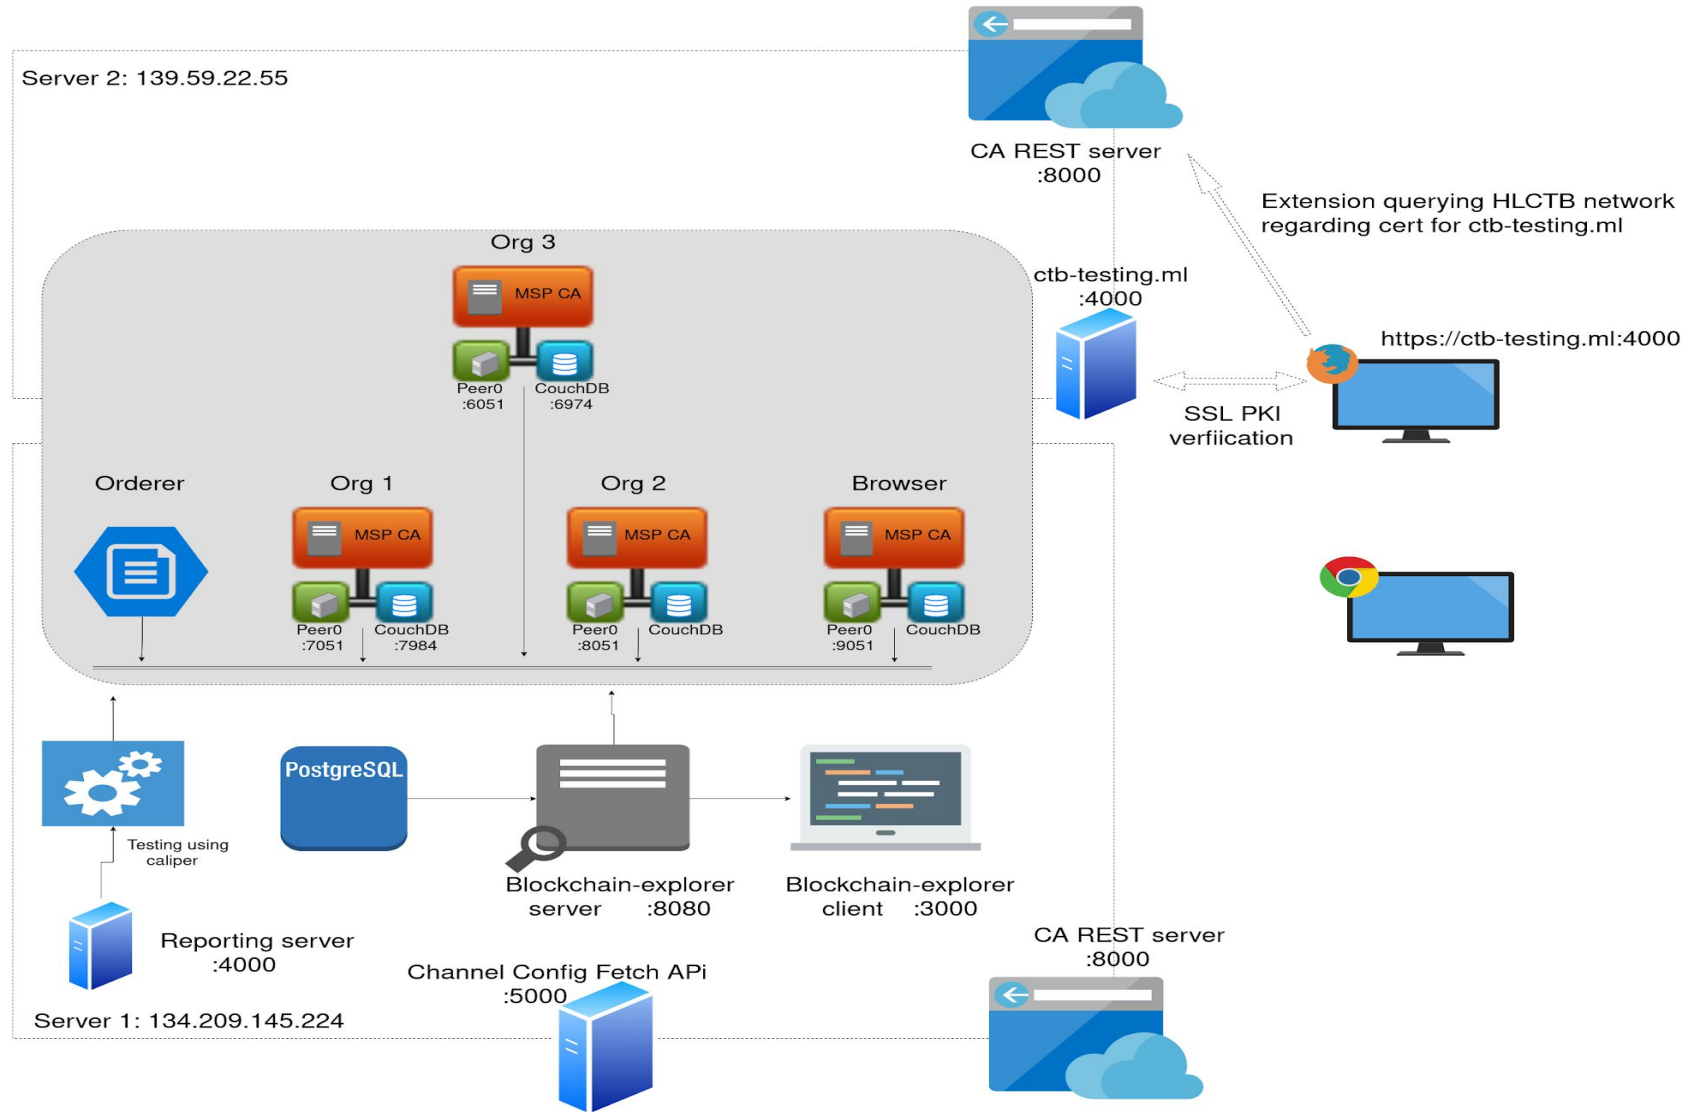 Server 2: 139.59.22.55
CA REST server
:8000
Extension querying HLCTB network
regarding cert for ctb-testing.ml
Org 3
MSP CA
Peer0
:6051
CouchDB
:6974
ctb-testing.ml
:4000
https://ctb-testing.ml:4000
SSL PKI
verfiication
Orderer
Org 1
MSP CA
Peer0
:7051
CouchDB
:7984
Org 2
MSP CA
Peer0
:8051
CouchDB
Browser
MSP CA
Peer0
:9051
CouchDB
Testing using
caliper
PostgreSQL
Blockchain-explorer
server :8080
Blockchain-explorer
client :3000
Reporting server
:4000
Channel Config Fetch APi
:5000
CA REST server
:8000
Server 1: 134.209.145.224